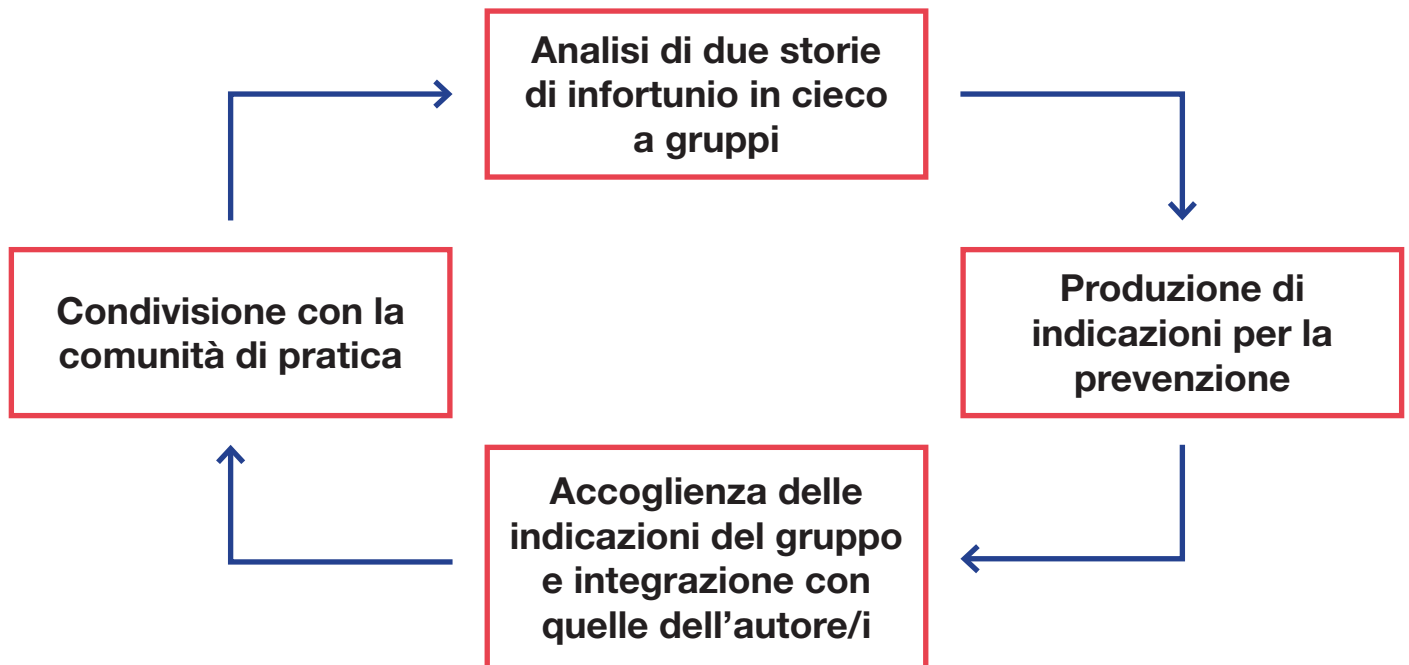 Analisi di due storie
di infortunio in cieco
a gruppi
Produzione di
indicazioni per la
prevenzione
Accoglienza delle
indicazioni del gruppo
e integrazione con
quelle dell’autore/i
Condivisione con la
comunità di pratica